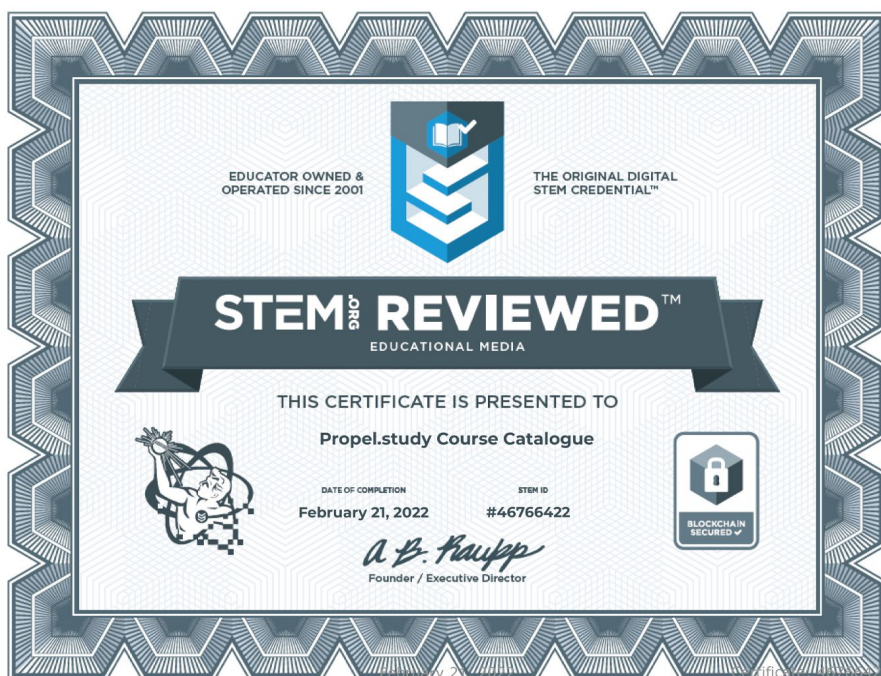 EDUCATOR OWNED &
OPERATED SINCE 2001
THE ORIGINAL DIGITAL
STEM CREDENTIAL™
STEM.ORG REVIEWED™
EDUCATIONAL MEDIA
THIS CERTIFICATE IS PRESENTED TO
Propel.study Course Catalogue
DATE OF COMPLETION
STEM ID
February 21, 2022
#46766422
A B. Raupp
Founder / Executive Director
BLOCKCHAIN
SECURED